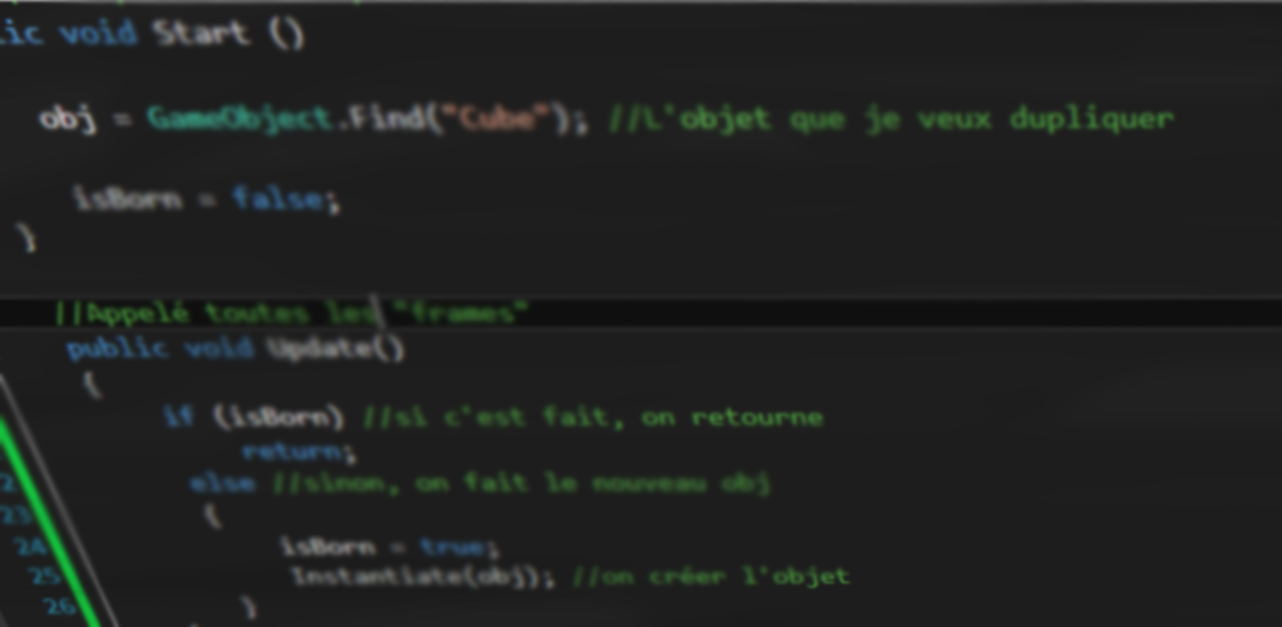 lic void Start ()
obj = GameObject.Find("Cube"); //L'objet que je veux dupliquer
isBorn = false;
}
//Appelé toutes les "frames"
public void Update()
{
if (isBorn) //si c'est fait, on retourne
return;
else //sinon, on fait le nouveau obj
{
23
24 isBorn = true;
25 Instantiate(obj); //on créer l'objet
26 }